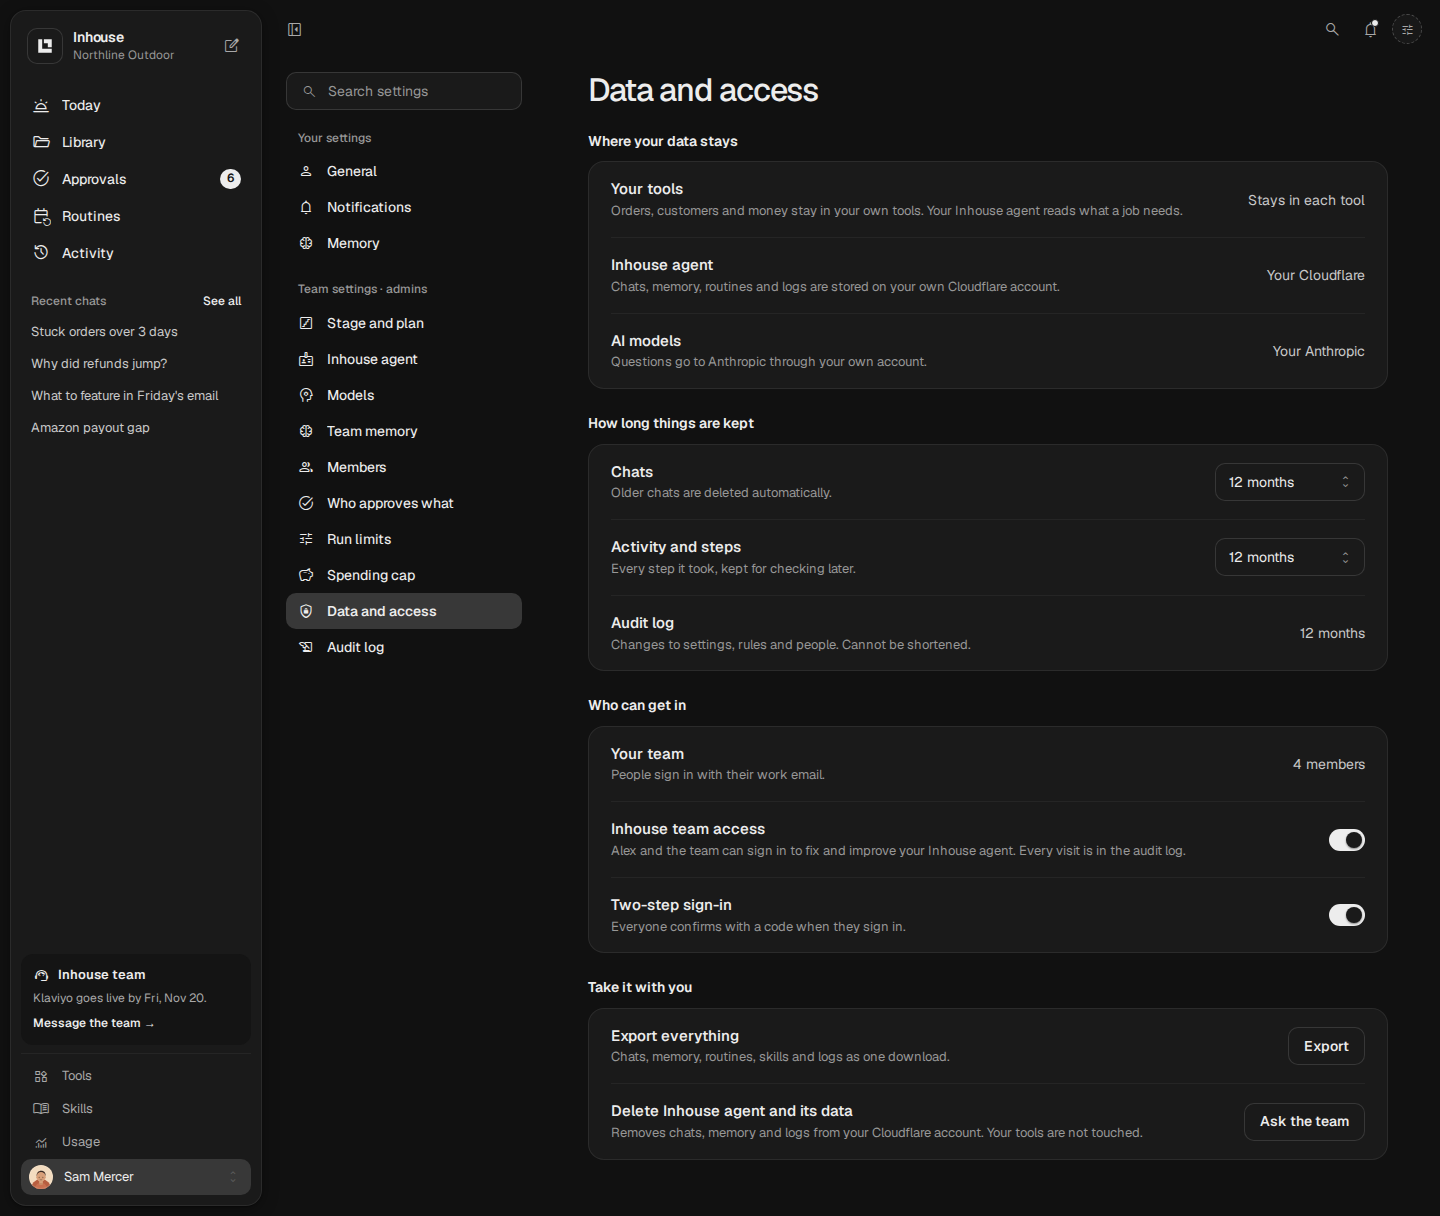 Inhouse
Northline Outdoor
Today
Library
Approvals 6
Routines
Activity
Recent chats See all
Stuck orders over 3 days
Why did refunds jump?
What to feature in Friday's email
Amazon payout gap
Inhouse team
Klaviyo goes live by Fri, Nov 20.
Message the team →
Tools
Skills
Usage
Sam Mercer
Search settings
Your settings
General
Notifications
Memory
Team settings · admins
Stage and plan
Inhouse agent
Models
Team memory
Members
Who approves what
Run limits
Spending cap
Data and access
Audit log
Data and access
Where your data stays
Your tools
Orders, customers and money stay in your own tools. Your Inhouse agent reads what a job needs.
Stays in each tool
Inhouse agent
Chats, memory, routines and logs are stored on your own Cloudflare account.
Your Cloudflare
AI models
Questions go to Anthropic through your own account.
Your Anthropic
How long things are kept
Chats
Older chats are deleted automatically.
12 months
Activity and steps
Every step it took, kept for checking later.
12 months
Audit log
Changes to settings, rules and people. Cannot be shortened.
12 months
Who can get in
Your team
People sign in with their work email.
4 members
Inhouse team access
Alex and the team can sign in to fix and improve your Inhouse agent. Every visit is in the audit log.
Two-step sign-in
Everyone confirms with a code when they sign in.
Take it with you
Export everything
Chats, memory, routines, skills and logs as one download.
Export
Delete Inhouse agent and its data
Removes chats, memory and logs from your Cloudflare account. Your tools are not touched.
Ask the team